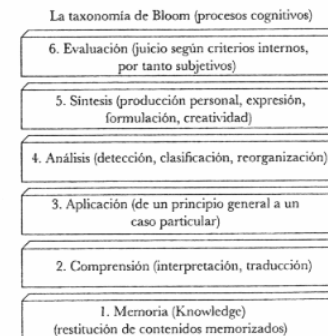 La taxonomía de Bloom (procesos cognitivos)
6. Evaluación (juicio según criterios internos,
por tanto subjetivos)
5. Síntesis (producción personal, expresión,
formulación, creatividad)
4. Análisis (detección, clasificación, reorganización)
3. Aplicación (de un principio general a un
caso particular)
2. Comprensión (interpretación, traducción)
1. Memoria (Knowledge)
(restitución de contenidos memorizados)